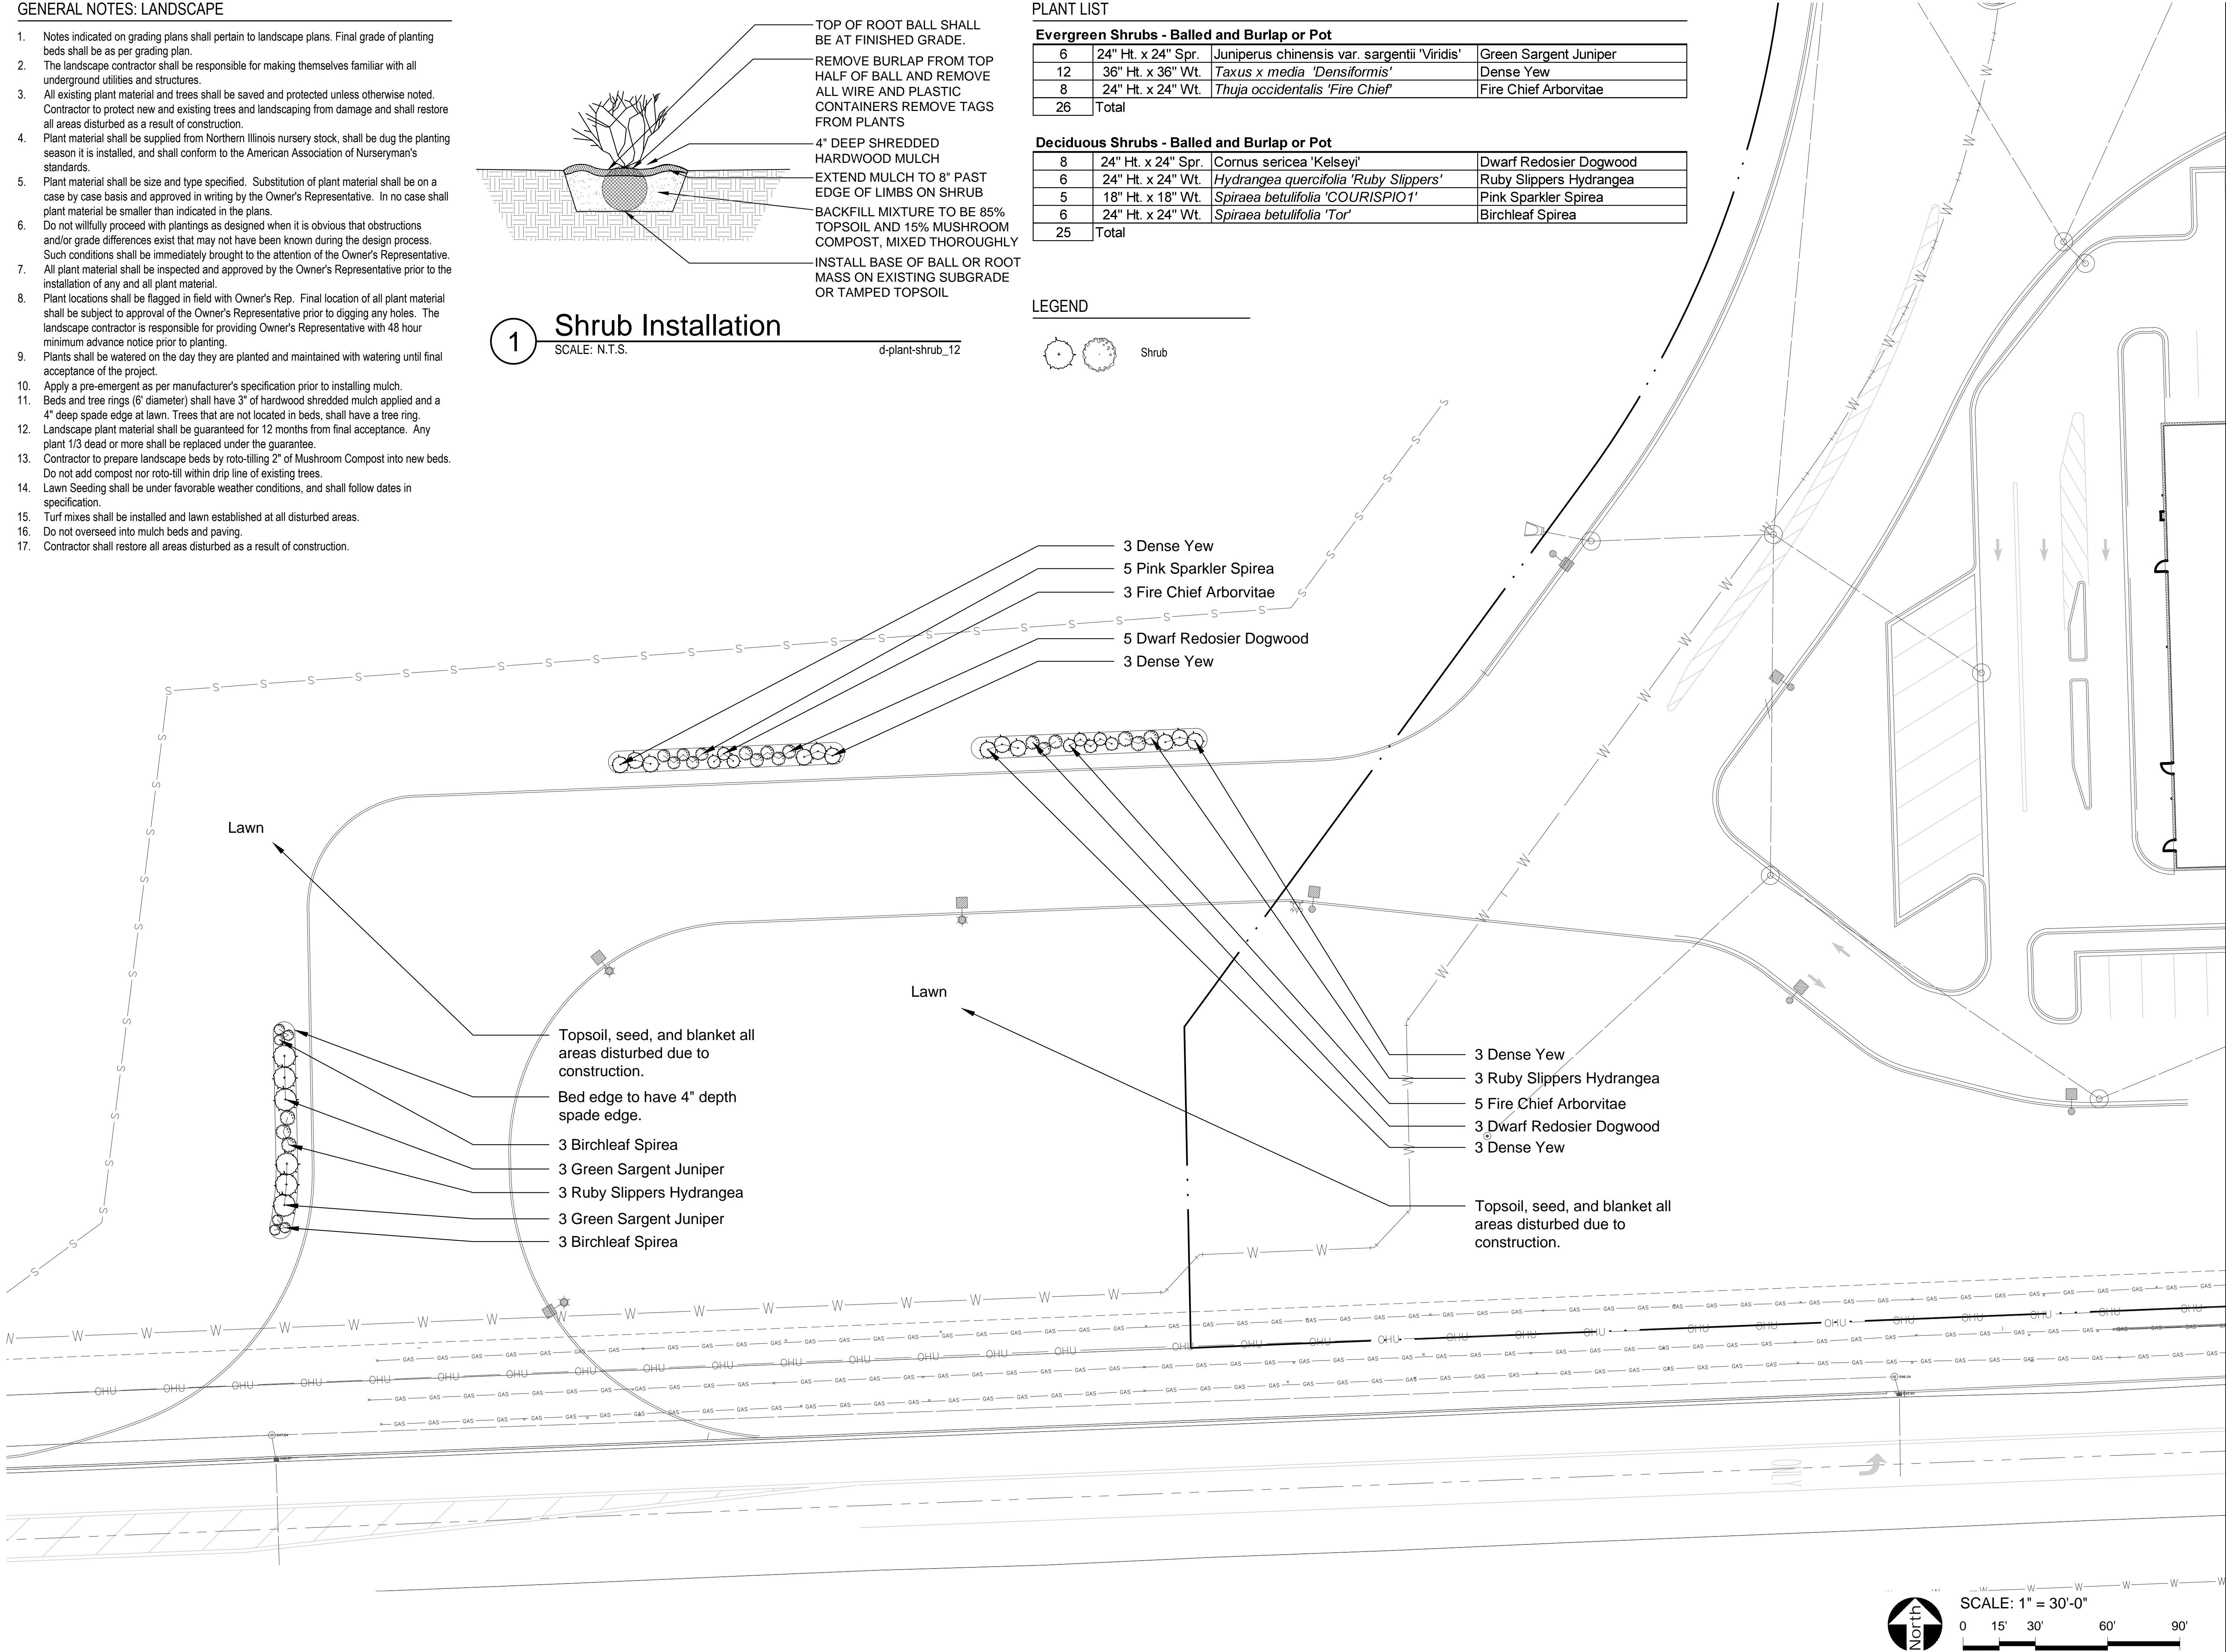 GENERAL NOTES: LANDSCAPE
1. Notes indicated on grading plans shall pertain to landscape plans. Final grade of planting
beds shall be as per grading plan.
2. The landscape contractor shall be responsible for making themselves familiar with all
underground utilities and structures.
3. All existing plant material and trees shall be saved and protected unless otherwise noted.
Contractor to protect new and existing trees and landscaping from damage and shall restore
all areas disturbed as a result of construction.
4. Plant material shall be supplied from Northern Illinois nursery stock, shall be dug the planting
season it is installed, and shall conform to the American Association of Nurseryman's
standards.
5. Plant material shall be size and type specified. Substitution of plant material shall be on a
case by case basis and approved in writing by the Owner's Representative. In no case shall
plant material be smaller than indicated in the plans.
6. Do not willfully proceed with plantings as designed when it is obvious that obstructions
and/or grade differences exist that may not have been known during the design process.
Such conditions shall be immediately brought to the attention of the Owner's Representative.
7. All plant material shall be inspected and approved by the Owner's Representative prior to the
installation of any and all plant material.
8. Plant locations shall be flagged in field with Owner's Rep. Final location of all plant material
shall be subject to approval of the Owner's Representative prior to digging any holes. The
landscape contractor is responsible for providing Owner's Representative with 48 hour
minimum advance notice prior to planting.
9. Plants shall be watered on the day they are planted and maintained with watering until final
acceptance of the project.
10. Apply a pre-emergent as per manufacturer's specification prior to installing mulch.
11. Beds and tree rings (6' diameter) shall have 3" of hardwood shredded mulch applied and a
4" deep spade edge at lawn. Trees that are not located in beds, shall have a tree ring.
12. Landscape plant material shall be guaranteed for 12 months from final acceptance. Any
plant 1/3 dead or more shall be replaced under the guarantee.
13. Contractor to prepare landscape beds by roto-tilling 2" of Mushroom Compost into new beds.
Do not add compost nor roto-till within drip line of existing trees.
14. Lawn Seeding shall be under favorable weather conditions, and shall follow dates in
specification.
15. Turf mixes shall be installed and lawn established at all disturbed areas.
16. Do not overseed into mulch beds and paving.
17. Contractor shall restore all areas disturbed as a result of construction.
TOP OF ROOT BALL SHALL
BE AT FINISHED GRADE.
REMOVE BURLAP FROM TOP
HALF OF BALL AND REMOVE
ALL WIRE AND PLASTIC
CONTAINERS REMOVE TAGS
FROM PLANTS
4" DEEP SHREDDED
HARDWOOD MULCH
EXTEND MULCH TO 8" PAST
EDGE OF LIMBS ON SHRUB
BACKFILL MIXTURE TO BE 85%
TOPSOIL AND 15% MUSHROOM
COMPOST, MIXED THOROUGHLY
INSTALL BASE OF BALL OR ROOT
MASS ON EXISTING SUBGRADE
OR TAMPED TOPSOIL
1 Shrub Installation
SCALE: N.T.S. d-plant-shrub_12
PLANT LIST
Evergreen Shrubs - Balled and Burlap or Pot
6 24" Ht. x 24" Spr. Juniperus chinensis var. sargentii 'Viridis' Green Sargent Juniper
12 36" Ht. x 36" Wt. Taxus x media 'Densiformis' Dense Yew
8 24" Ht. x 24" Wt. Thuja occidentalis 'Fire Chief' Fire Chief Arborvitae
26 Total
Deciduous Shrubs - Balled and Burlap or Pot
8 24" Ht. x 24" Spr. Cornus sericea 'Kelseyi' Dwarf Redosier Dogwood
6 24" Ht. x 24" Wt. Hydrangea quercifolia 'Ruby Slippers' Ruby Slippers Hydrangea
5 18" Ht. x 18" Wt. Spiraea betulifolia 'COURISPIO1' Pink Sparkler Spirea
6 24" Ht. x 24" Wt. Spiraea betulifolia 'Tor' Birchleaf Spirea
25 Total
LEGEND
Shrub
3 Dense Yew
5 Pink Sparkler Spirea
3 Fire Chief Arborvitae
5 Dwarf Redosier Dogwood
3 Dense Yew
Lawn
Topsoil, seed, and blanket all
areas disturbed due to
construction.
Bed edge to have 4" depth
spade edge.
3 Birchleaf Spirea
3 Green Sargent Juniper
3 Ruby Slippers Hydrangea
3 Green Sargent Juniper
3 Birchleaf Spirea
Lawn
3 Dense Yew
3 Ruby Slippers Hydrangea
5 Fire Chief Arborvitae
3 Dwarf Redosier Dogwood
3 Dense Yew
Topsoil, seed, and blanket all
areas disturbed due to
construction.
North
SCALE: 1" = 30'-0"
0 15' 30' 60' 90'